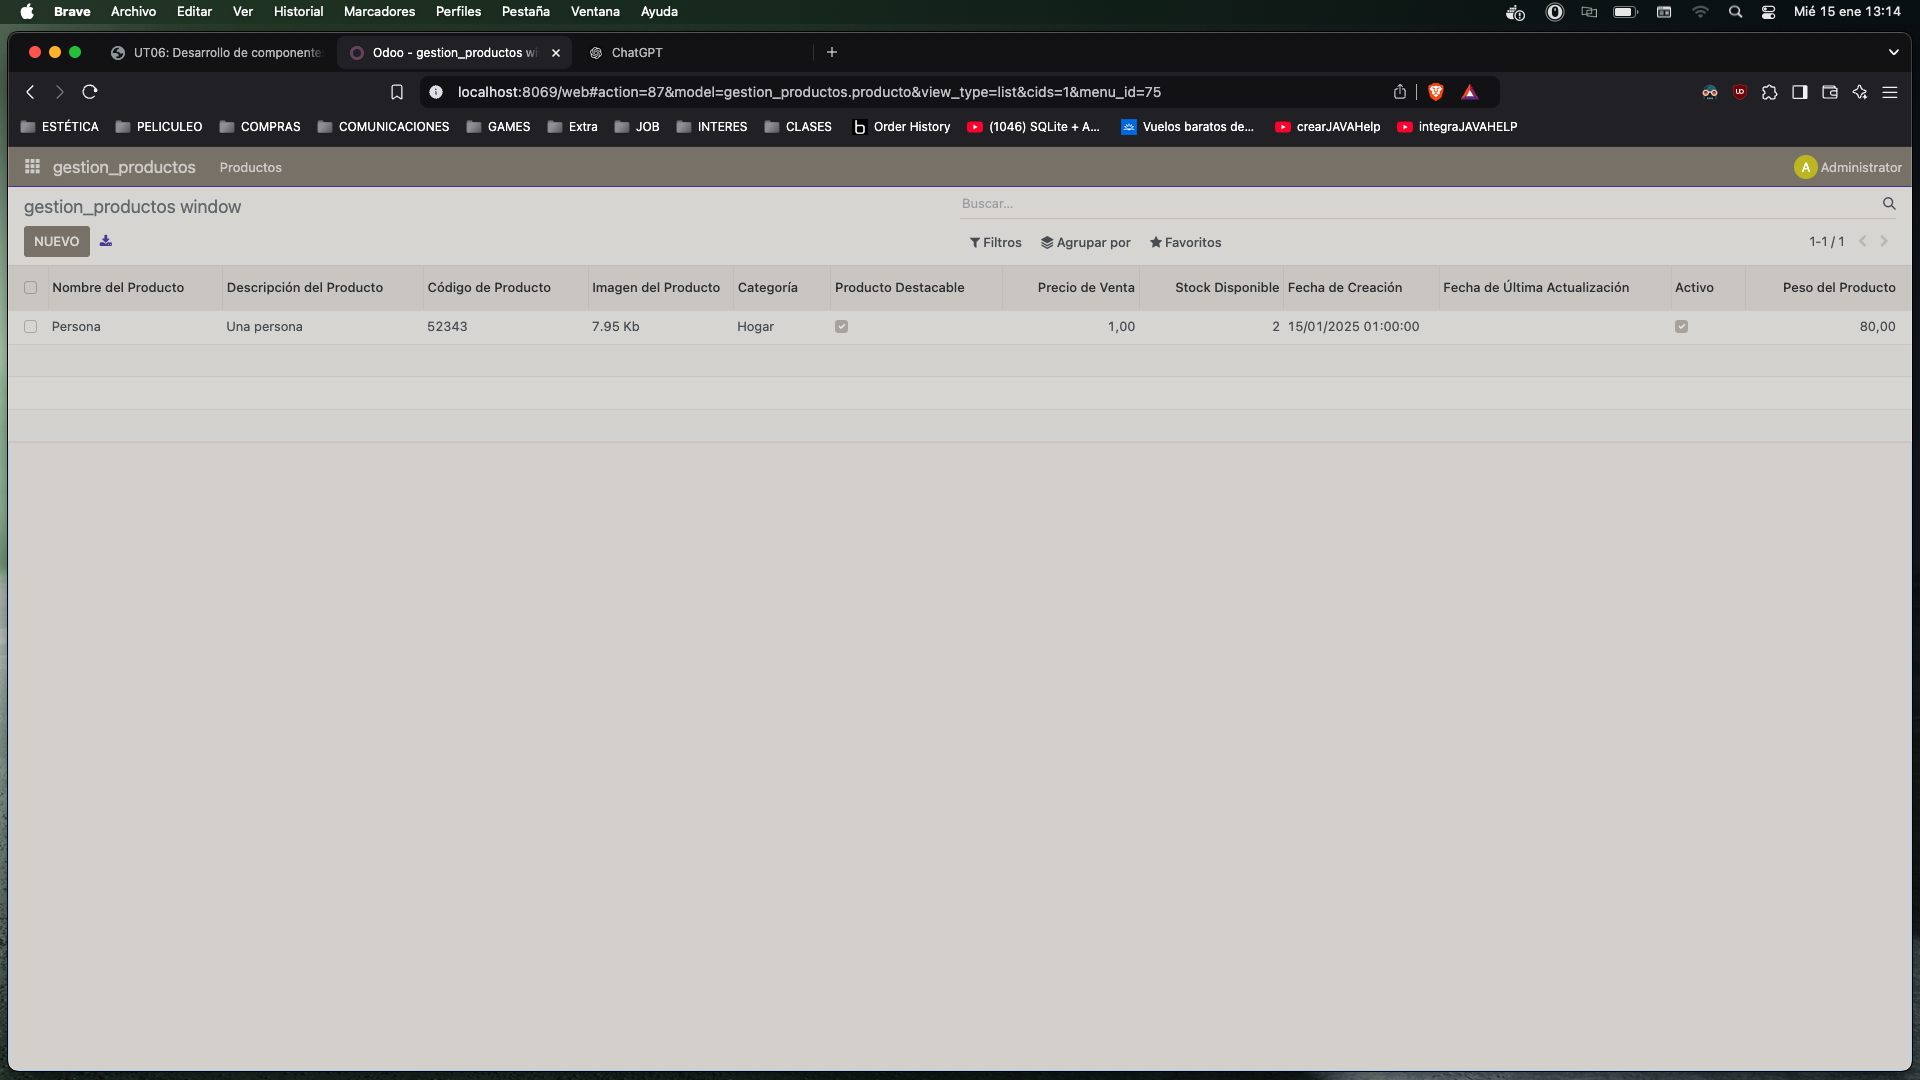 Brave Archivo Editar Ver Historial Marcadores Perfiles Pestaña Ventana Ayuda Mié 15 ene 13:14
UT06: Desarrollo de componente Odoo - gestion_productos wi ChatGPT
localhost:8069/web#action=87&model=gestion_productos.producto&view_type=list&cids=1&menu_id=75
ESTÉTICA PELICULEO COMPRAS COMUNICACIONES GAMES Extra JOB INTERES CLASES Order History (1046) SQLite + A... Vuelos baratos de... crearJAVAHelp integraJAVAHELP
gestion_productos Productos A Administrator
gestion_productos window Buscar...
NUEVO Filtros Agrupar por Favoritos 1-1 / 1
Nombre del Producto Descripción del Producto Código de Producto Imagen del Producto Categoría Producto Destacable Precio de Venta Stock Disponible Fecha de Creación Fecha de Última Actualización Activo Peso del Producto
Persona Una persona 52343 7.95 Kb Hogar 1,00 2 15/01/2025 01:00:00 80,00